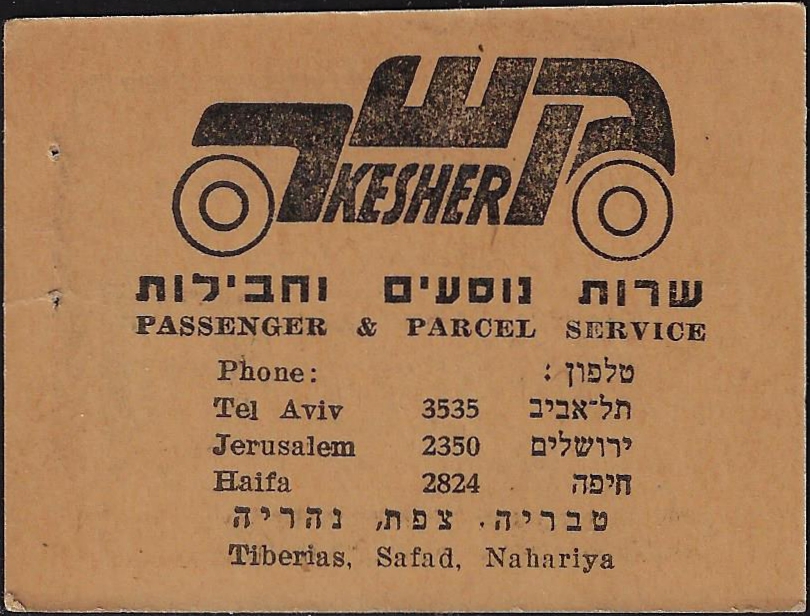 קשר
KESHER
שרות נוסעים וחבילות
PASSENGER & PARCEL SERVICE
Phone: טלפון:
Tel Aviv 3535 תל־אביב
Jerusalem 2350 ירושלים
Haifa 2824 חיפה
טבריה. צפת, נהריה
Tiberias, Safad, Nahariya